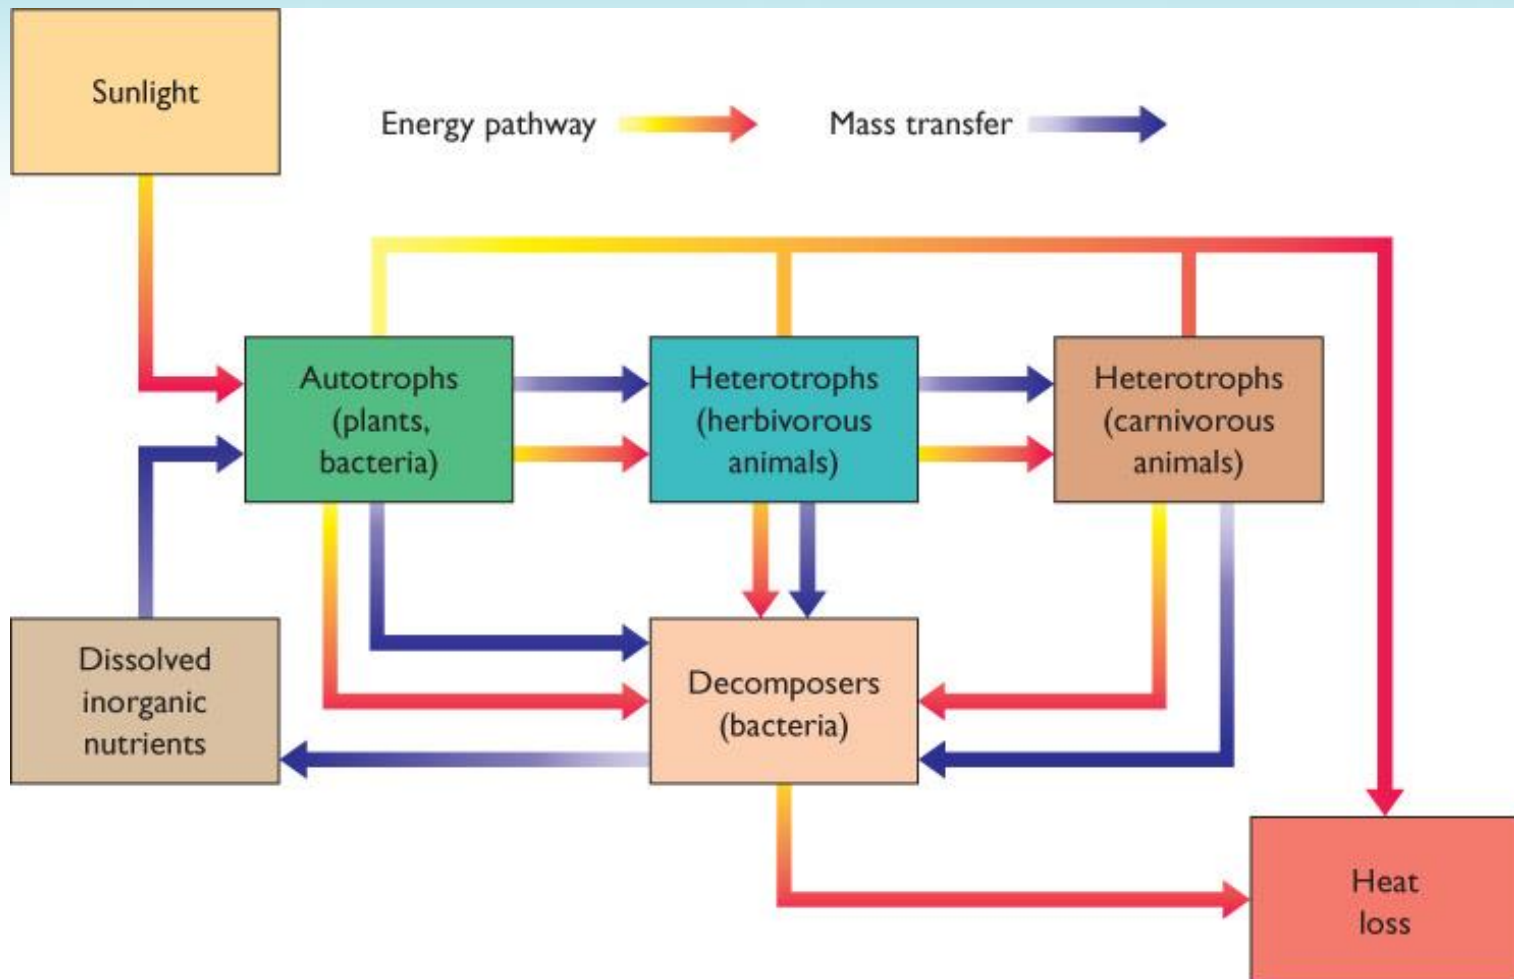 Sunlight
Energy pathway
Mass transfer
Autotrophs
(plants,
bacteria)
Heterotrophs
(herbivorous
animals)
Heterotrophs
(carnivorous
animals)
Dissolved
inorganic
nutrients
Decomposers
(bacteria)
Heat
loss